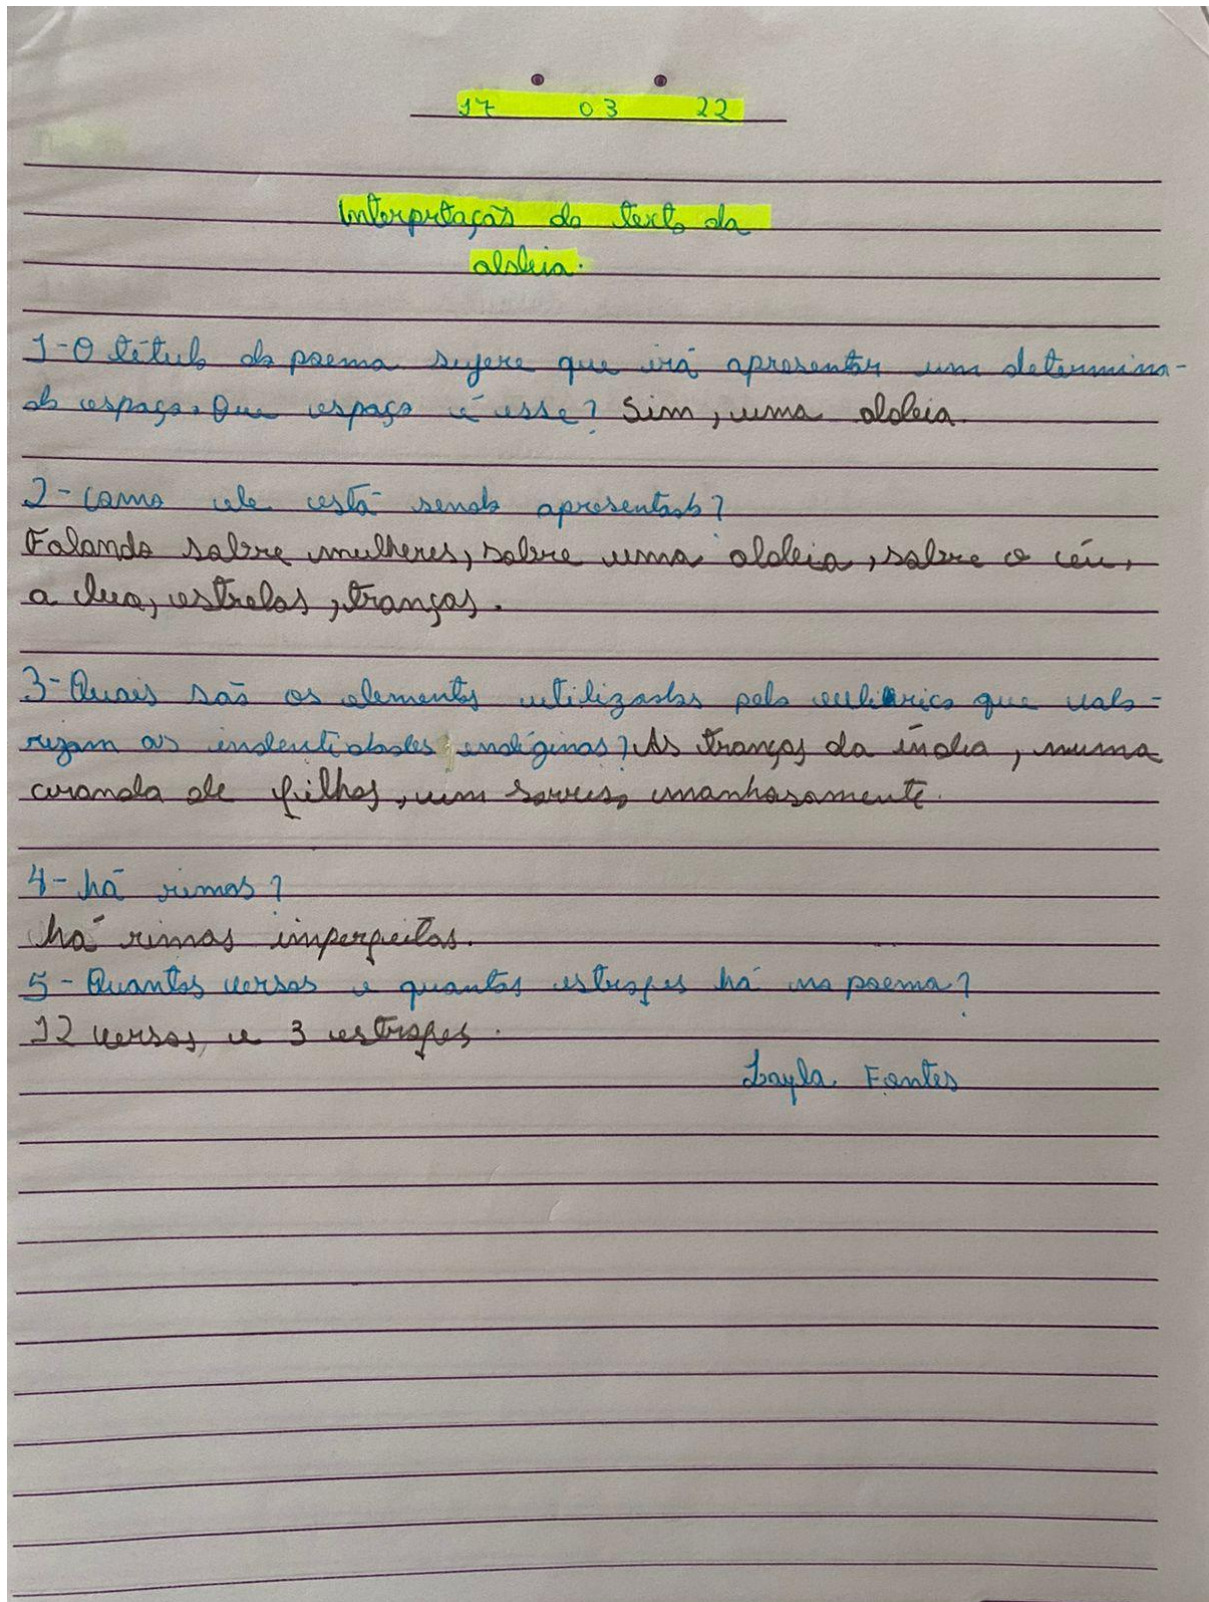 17 03 22
Interpretação do texto da
aldeia.
1-O título do poema sujere que irá apresentar um determina-
do espaço. Que espaço é esse? Sim, uma aldeia.
2-Como ele está sendo apresentado?
Falando sobre mulheres, sobre uma aldeia, sobre o céu,
a lua, estrelas, tranças.
3-Quais são os elementos utilizados pelo eulírico que valo-
rizam as indentidades endíginas? As tranças da índia, numa
ciranda de filhos, um sorriso, manhosamente.
4-há rimas?
há rimas imperfeitas.
5-Quantos versos e quantas estrofes há no poema?
12 versos, e 3 estrofes.
Layla Fontes